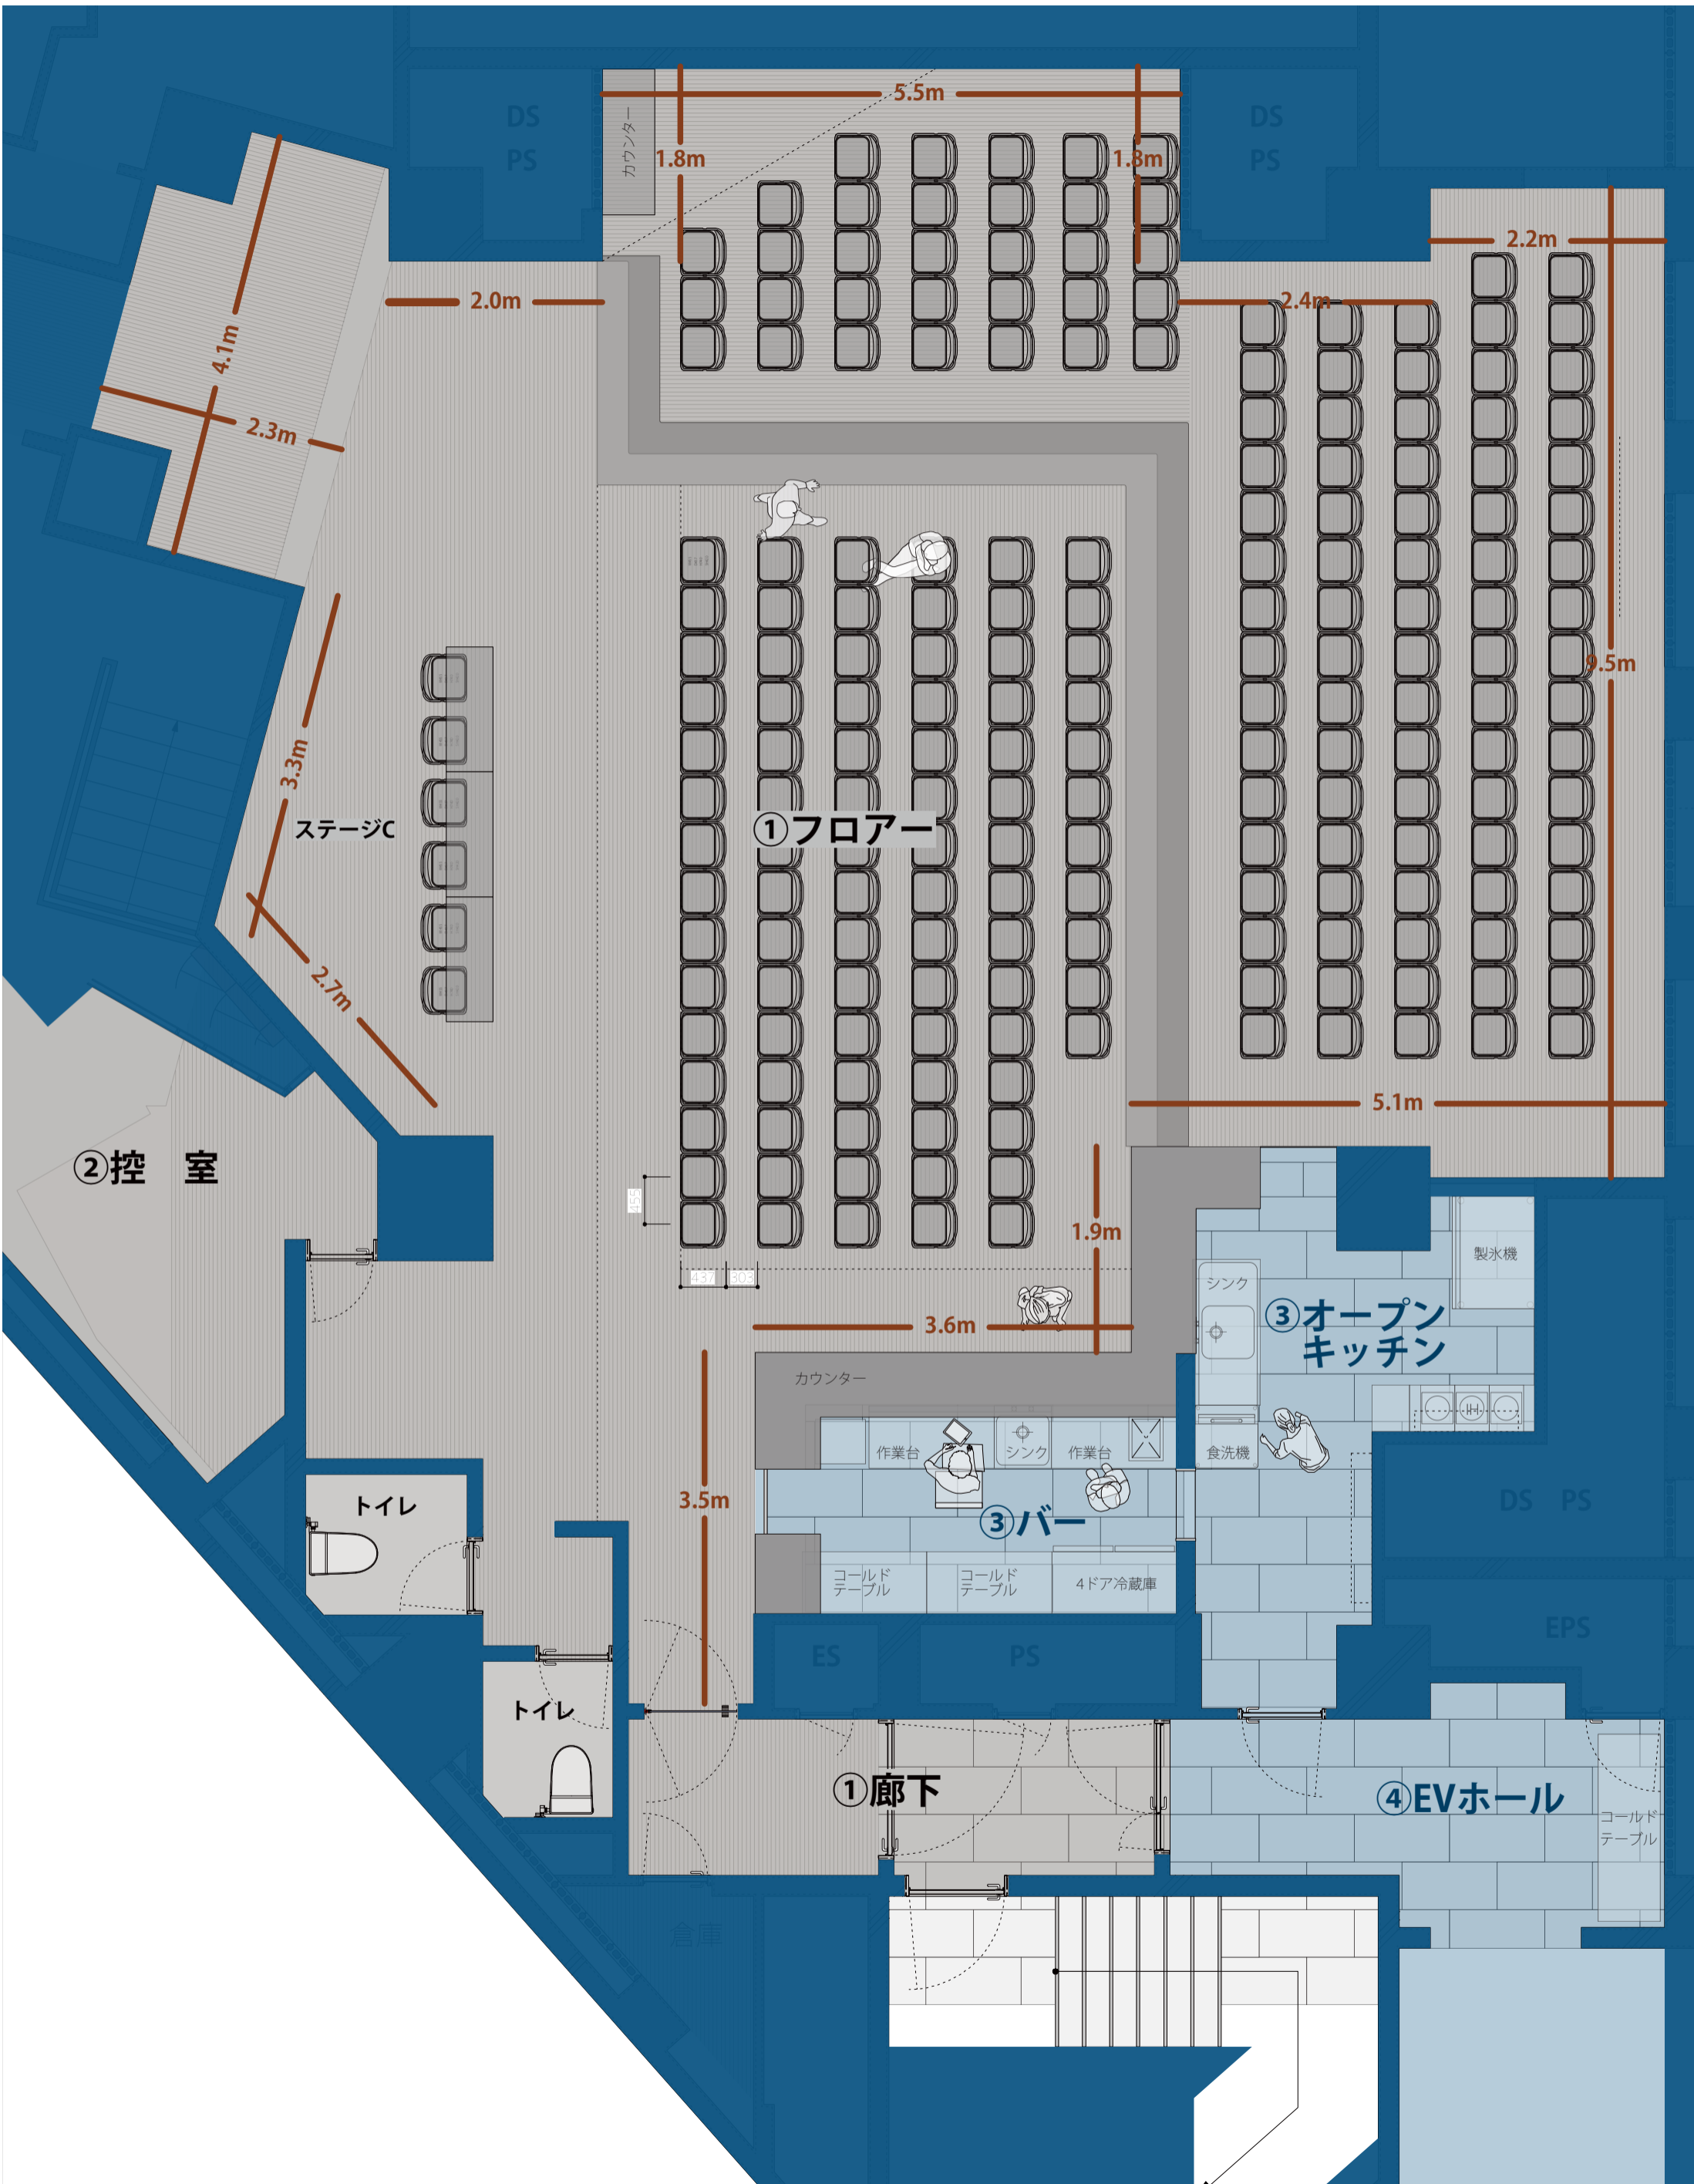 DS
PS
カウンター
5.5m
1.8m
1.8m
DS
PS
2.2m
2.0m
2.4m
4.1m
2.3m
9.5m
3.3m
ステージC
①フロアー
2.7m
5.1m
②控　室
455
1.9m
437
303
3.6m
シンク
製氷機
③オープン
キッチン
カウンター
IH
作業台
シンク
作業台
食洗機
3.5m
トイレ
③バー
DS PS
コールド
テーブル
コールド
テーブル
4ドア冷蔵庫
ES
PS
EPS
トイレ
①廊下
④EVホール
コールド
テーブル
倉庫